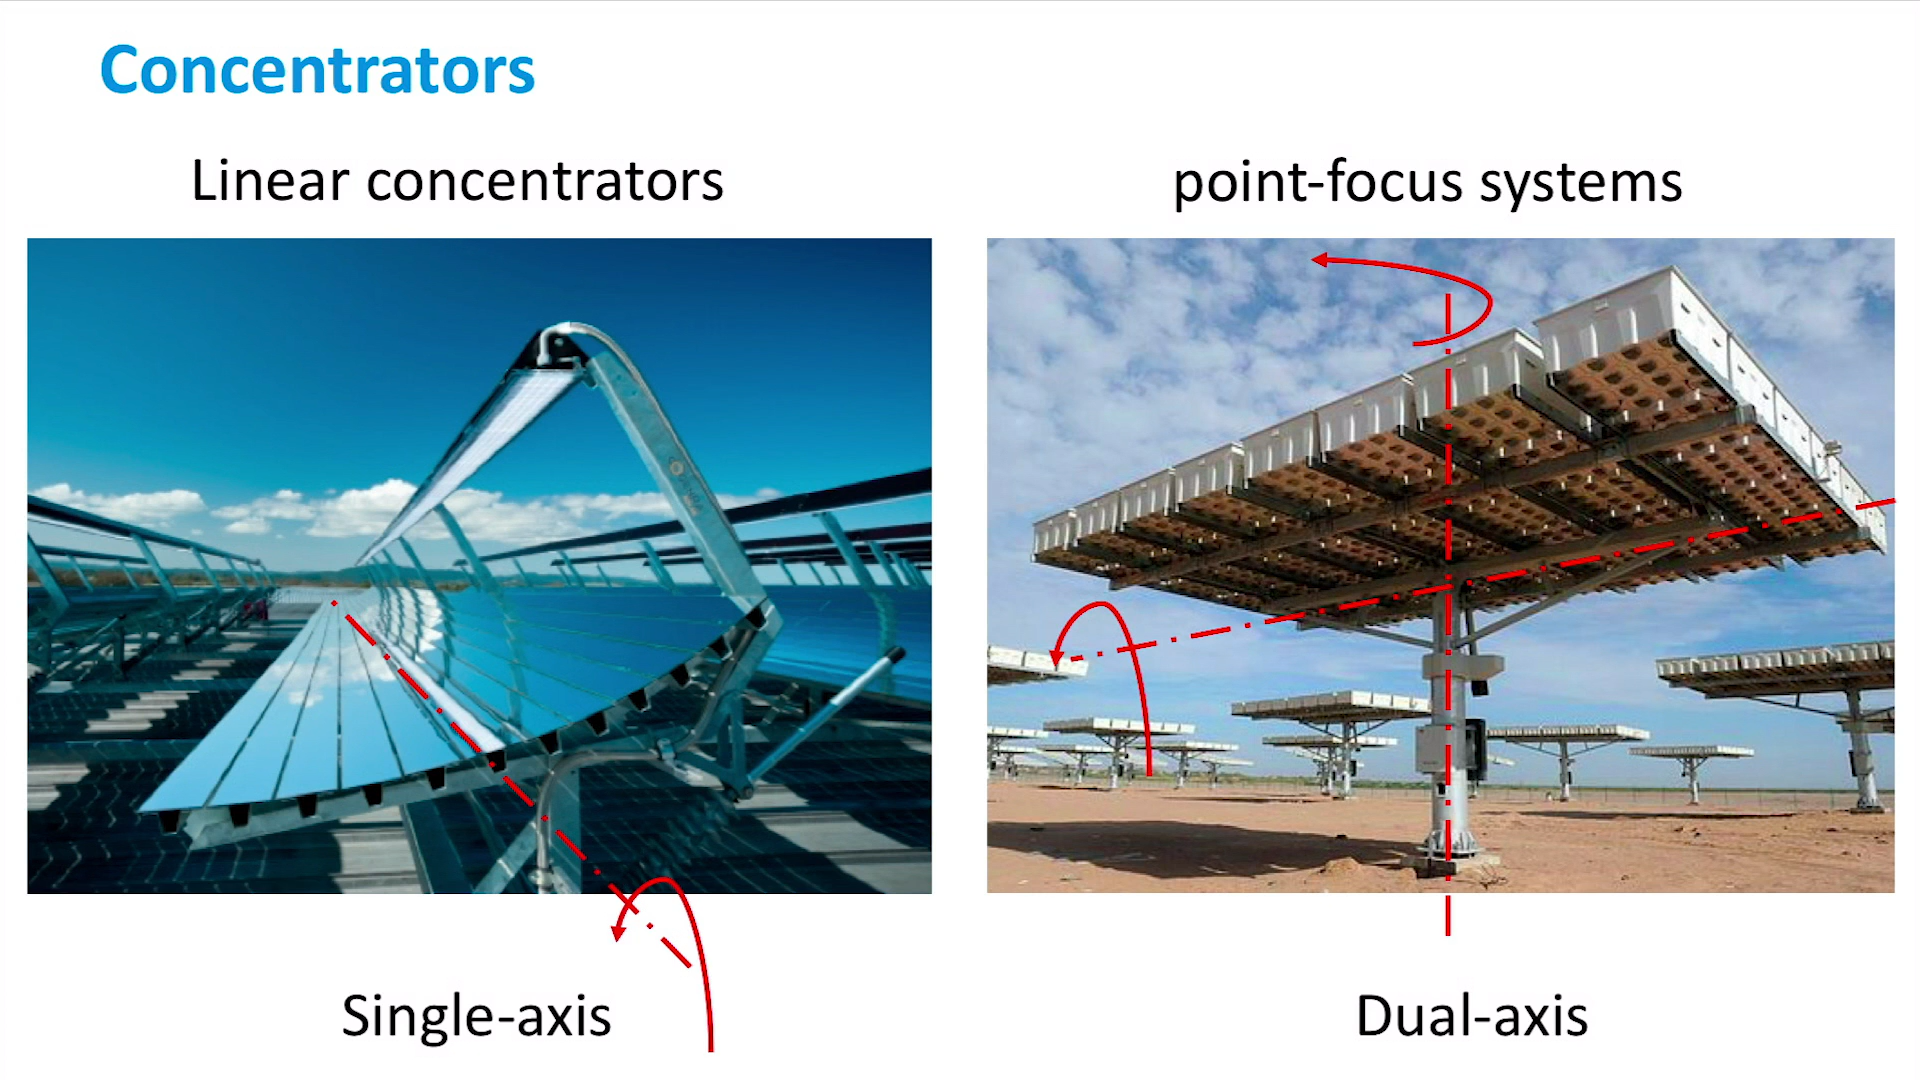 Concentrators
Linear concentrators
point-focus systems
Single-axis
Dual-axis